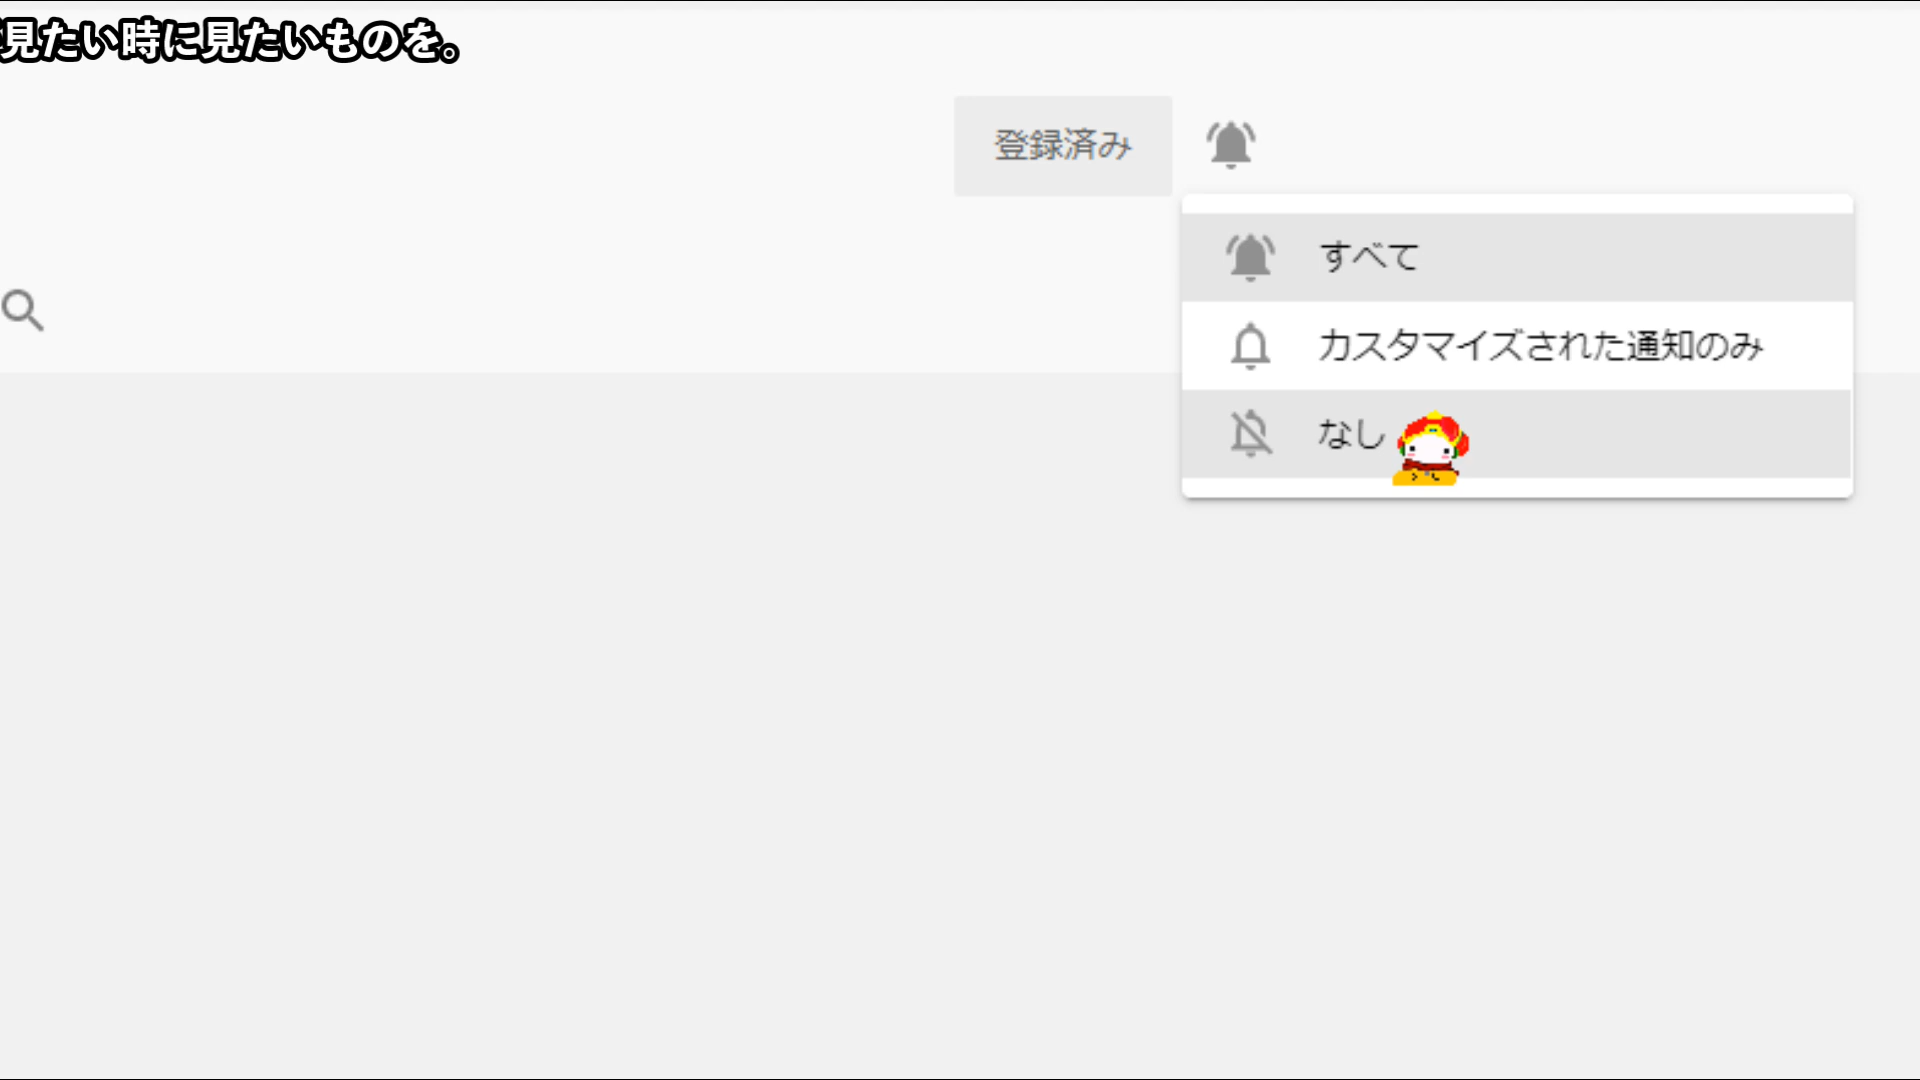 見たい時に見たいものを。
登録済み
すべて
カスタマイズされた通知のみ
なし